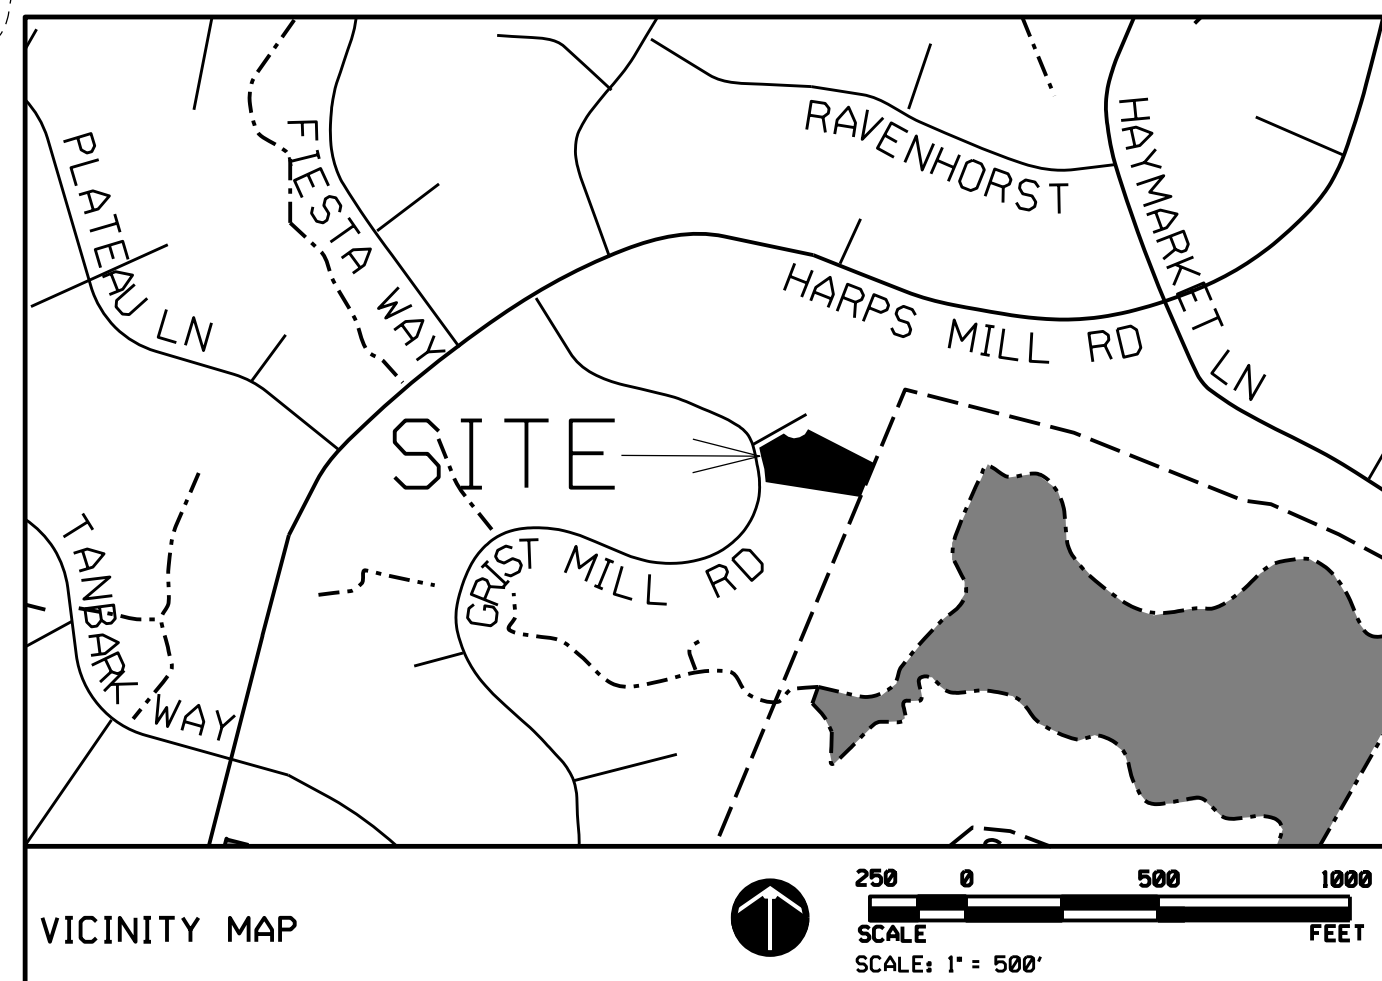 RAVENHORST
HAYMARKET LN
FIESTA WAY
PLATEAU LN
HARPS MILL RD
SITE
GRIST MILL RD
TANBARK WAY
VICINITY MAP
250 0 500 1000
SCALE FEET
SCALE: 1" = 500'